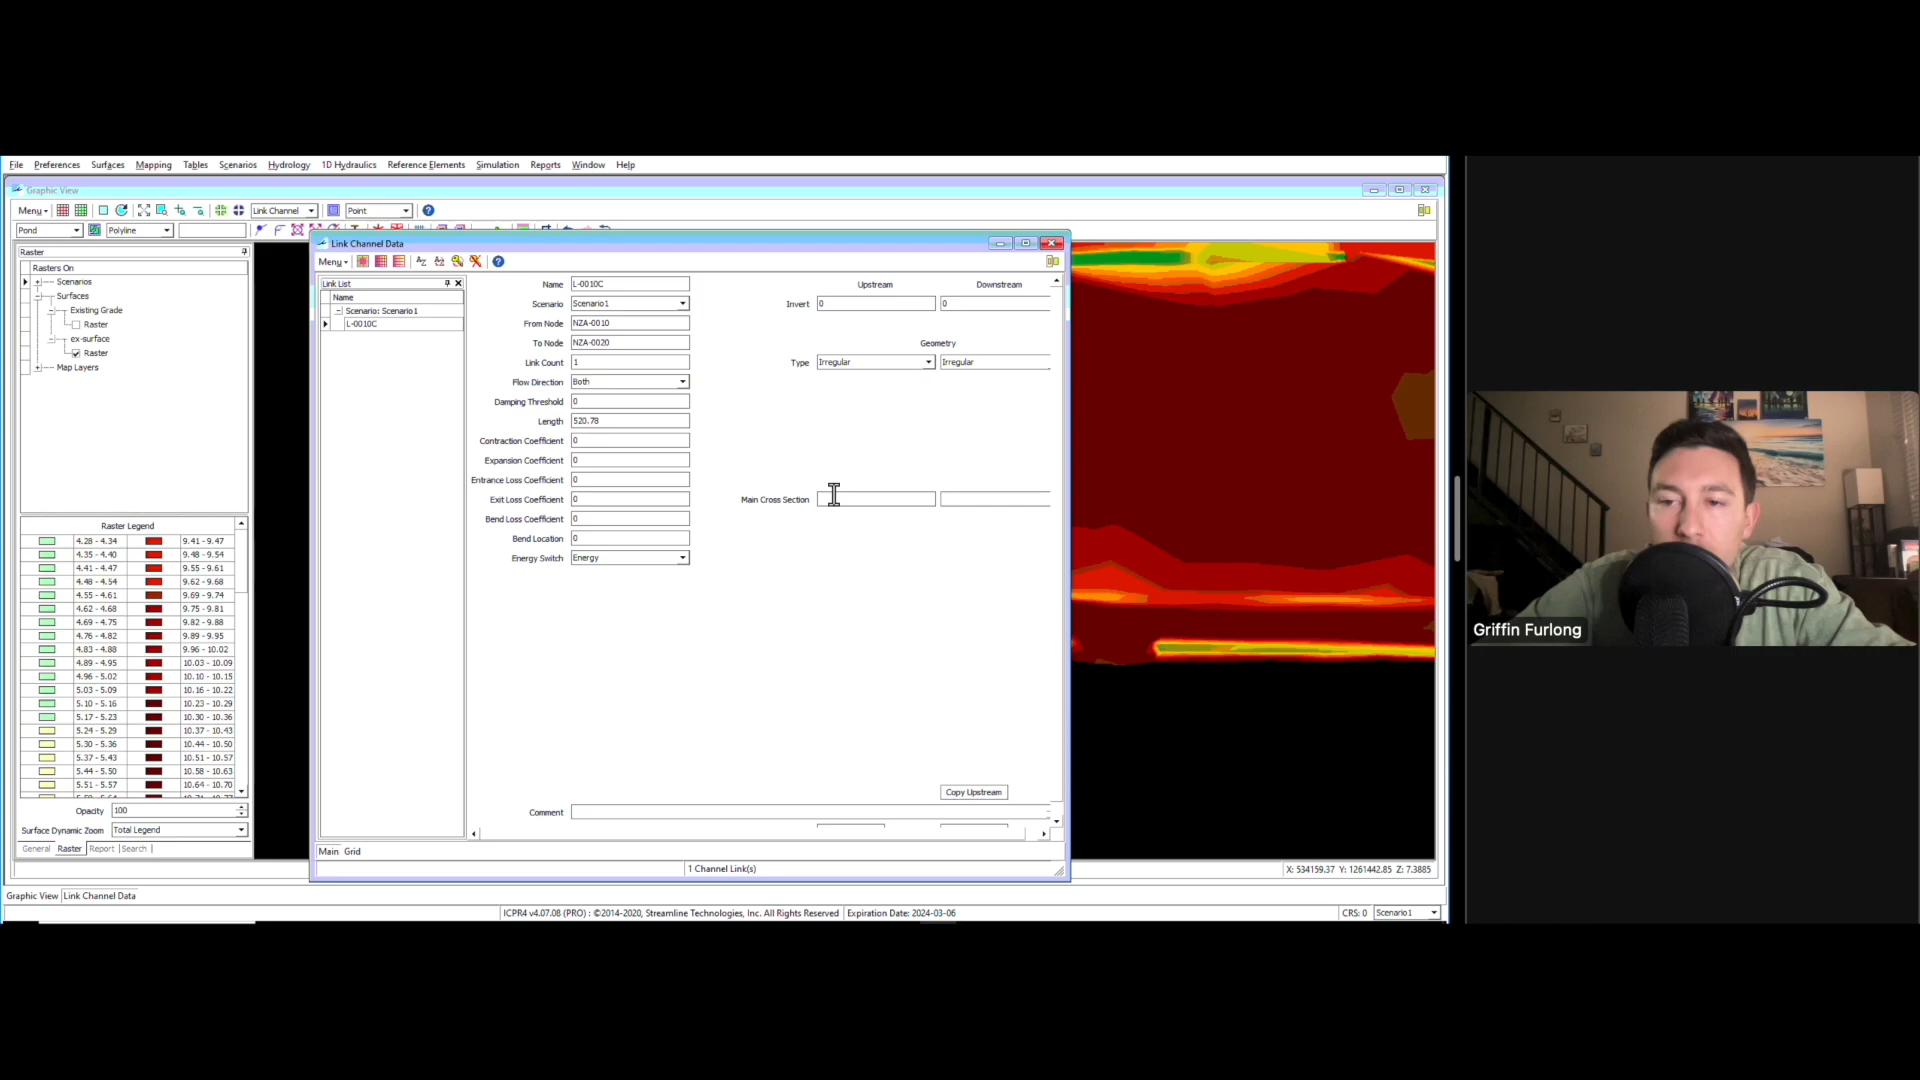 File Preferences Surfaces Mapping Tables Scenarios Hydrology 1D Hydraulics Reference Elements Simulation Reports Window Help
Graphic View
Menu Link Channel Point
Pond Polyline
Raster
Rasters On
Scenarios
Surfaces
Existing Grade
Raster
ex-surface
Raster
Map Layers
Raster Legend
4.28 - 4.34 9.41 - 9.47
4.35 - 4.40 9.48 - 9.54
4.41 - 4.47 9.55 - 9.61
4.48 - 4.54 9.62 - 9.68
4.55 - 4.61 9.69 - 9.74
4.62 - 4.68 9.75 - 9.81
4.69 - 4.75 9.82 - 9.88
4.76 - 4.82 9.89 - 9.95
4.83 - 4.88 9.96 - 10.02
4.89 - 4.95 10.03 - 10.09
4.96 - 5.02 10.10 - 10.15
5.03 - 5.09 10.16 - 10.22
5.10 - 5.16 10.23 - 10.29
5.17 - 5.23 10.30 - 10.36
5.24 - 5.29 10.37 - 10.43
5.30 - 5.36 10.44 - 10.50
5.37 - 5.43 10.51 - 10.57
5.44 - 5.50 10.58 - 10.63
5.51 - 5.57 10.64 - 10.70
Opacity 100
Surface Dynamic Zoom Total Legend
General Raster Report Search
Link Channel Data
Menu
Link List
Name
Scenario: Scenario1
L-0010C
Name L-0010C
Scenario Scenario1
From Node NZA-0010
To Node NZA-0020
Link Count 1
Flow Direction Both
Damping Threshold 0
Length 520.78
Contraction Coefficient 0
Expansion Coefficient 0
Entrance Loss Coefficient 0
Exit Loss Coefficient 0
Bend Loss Coefficient 0
Bend Location 0
Energy Switch Energy
Upstream Downstream
Invert 0 0
Geometry
Type Irregular Irregular
Main Cross Section
Copy Upstream
Comment
Main Grid
1 Channel Link(s)
X: 534159.37 Y: 1261442.85 Z: 7.3885
Graphic View Link Channel Data
ICPR4 v4.07.08 (PRO) : ©2014-2020, Streamline Technologies, Inc. All Rights Reserved Expiration Date: 2024-03-06
CRS: 0 Scenario1
Griffin Furlong